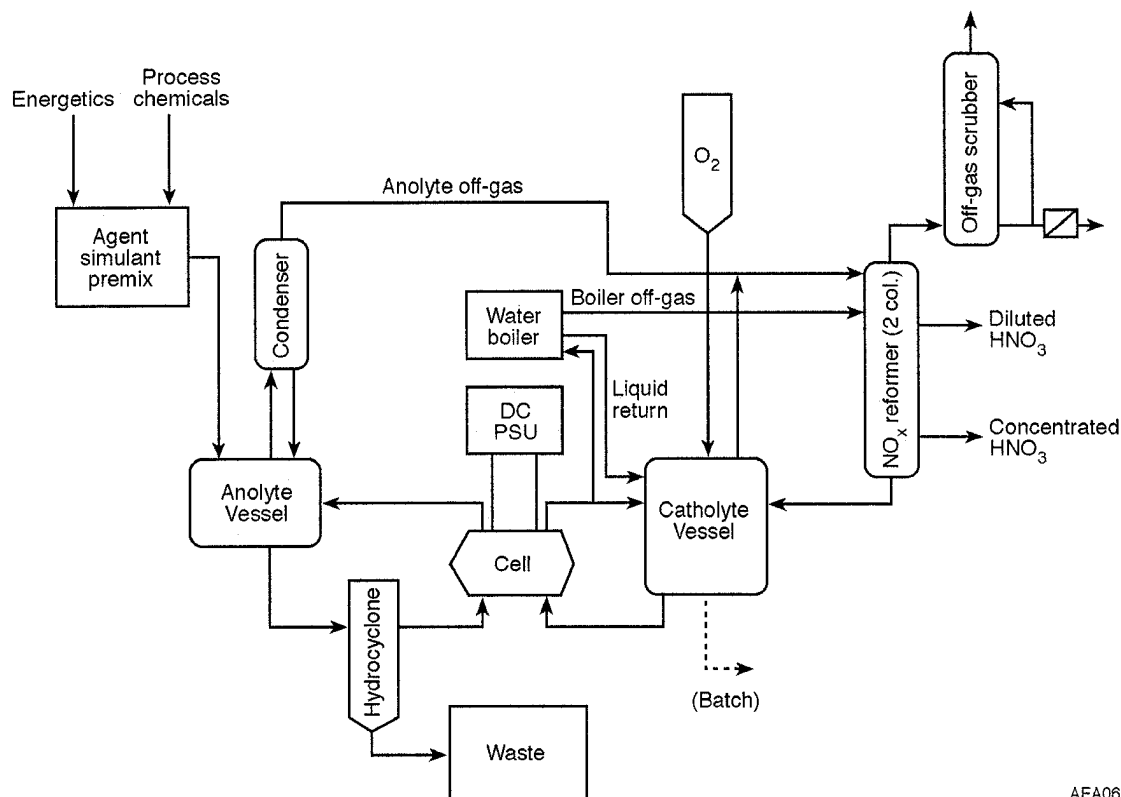 Energetics
Process
chemicals
Agent
simulant
premix
Anolyte off-gas
Condenser
O2
Off-gas scrubber
Boiler off-gas
Water
boiler
Liquid
return
DC
PSU
NOx reformer (2 col.)
Diluted
HNO3
Concentrated
HNO3
Anolyte
Vessel
Cell
Catholyte
Vessel
Hydrocyclone
(Batch)
Waste
AEA06